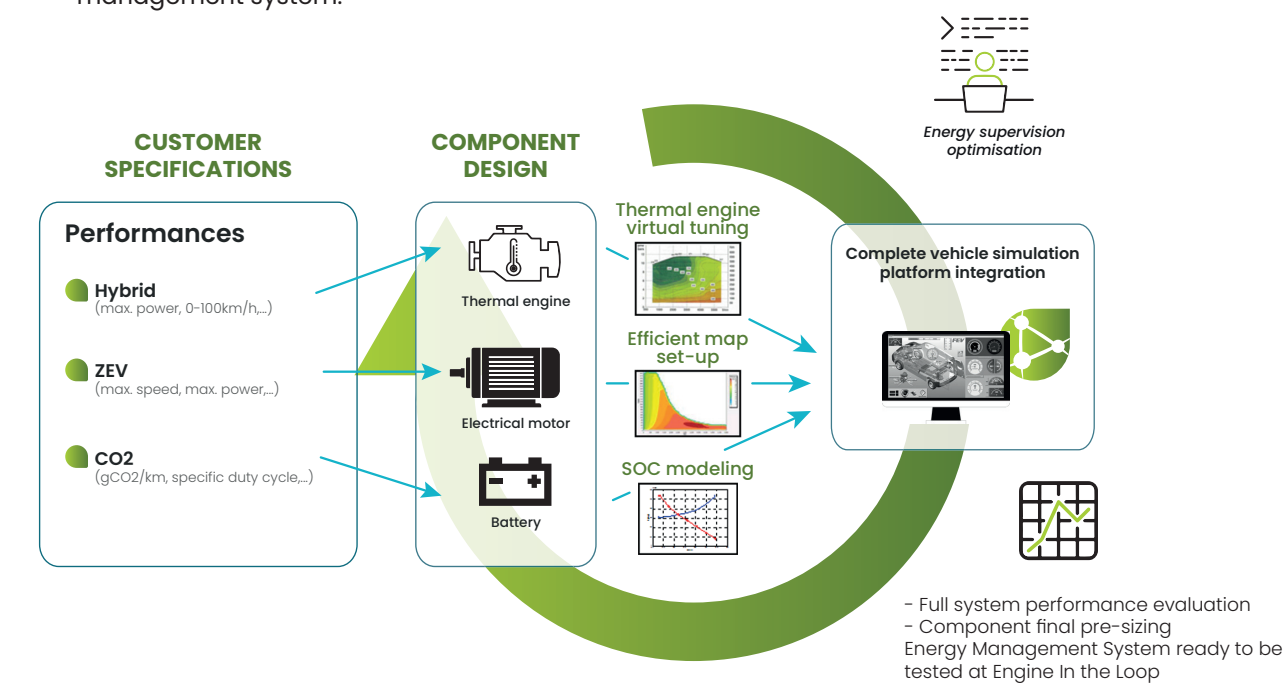 management system.
CUSTOMER
SPECIFICATIONS
Performances
Hybrid
(max. power, 0-100km/h,...)
ZEV
(max. speed, max. power,...)
CO2
(gCO2/km, specific duty cycle,...)
COMPONENT
DESIGN
Thermal engine
Electrical motor
Battery
Thermal engine
virtual tuning
Efficient map
set-up
SOC modeling
Energy supervision
optimisation
Complete vehicle simulation
platform integration
FEV
- Full system performance evaluation
- Component final pre-sizing
Energy Management System ready to be
tested at Engine In the Loop